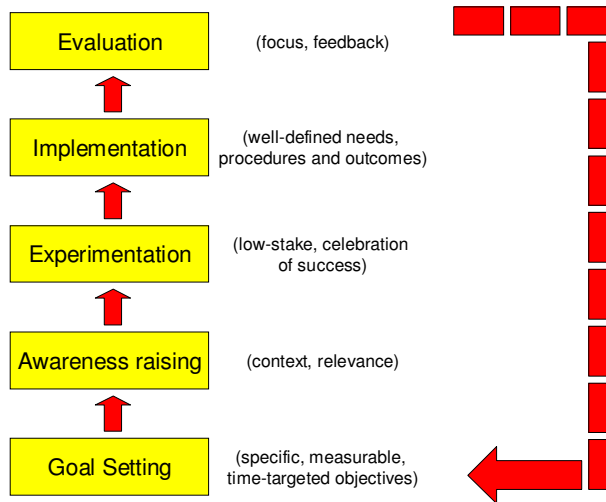 Evaluation
(focus, feedback)
Implementation
(well-defined needs,
procedures and outcomes)
Experimentation
(low-stake, celebration
of success)
Awareness raising
(context, relevance)
Goal Setting
(specific, measurable,
time-targeted objectives)